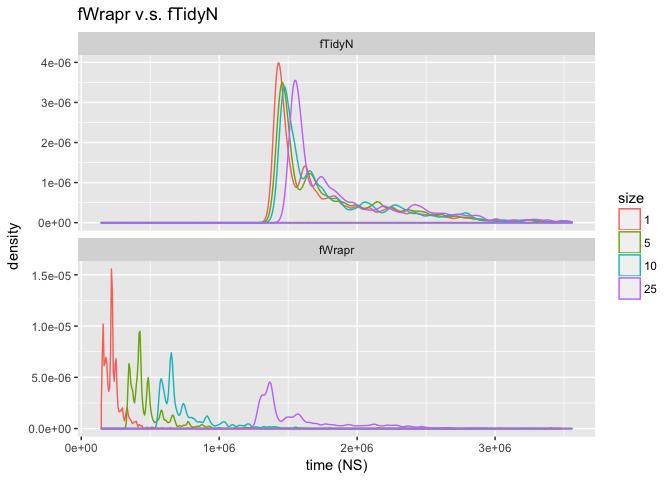 fWrapr v.s. fTidyN
fTidyN
4e-06
3e-06
2e-06
1e-06
0e+00
fWrapr
1.5e-05
1.0e-05
5.0e-06
0.0e+00
0e+00 1e+06 2e+06 3e+06
time (NS)
density
size
1
5
10
25